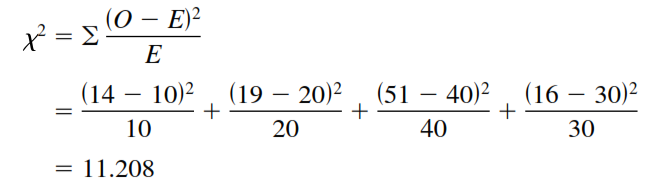 χ² = Σ (O − E)² / E
= (14 − 10)² / 10 + (19 − 20)² / 20 + (51 − 40)² / 40 + (16 − 30)² / 30
= 11.208